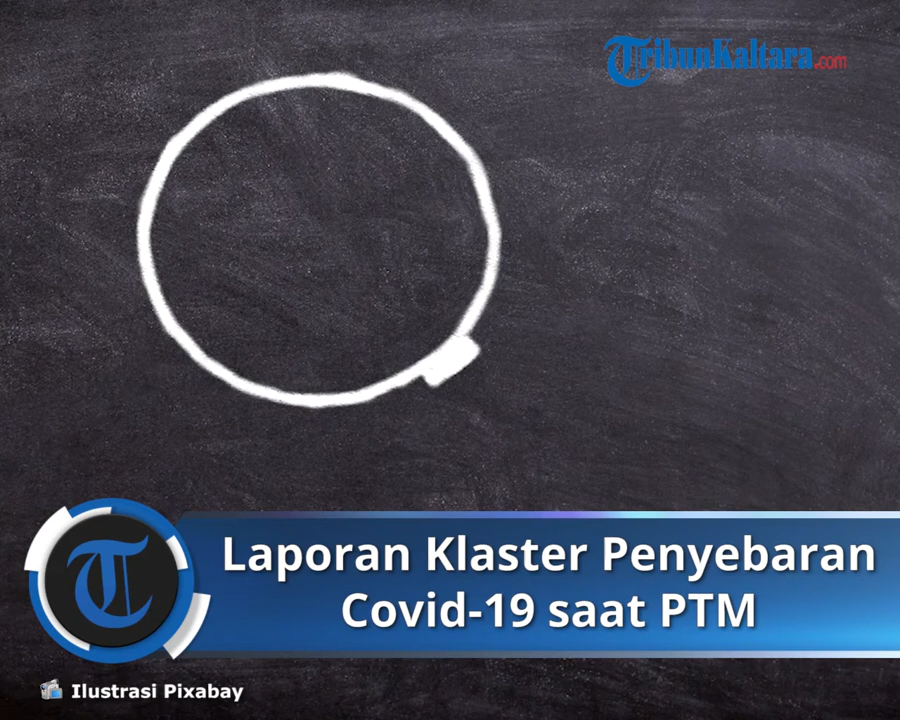 TribunKaltara.com
Laporan Klaster Penyebaran
Covid-19 saat PTM
T
Ilustrasi Pixabay